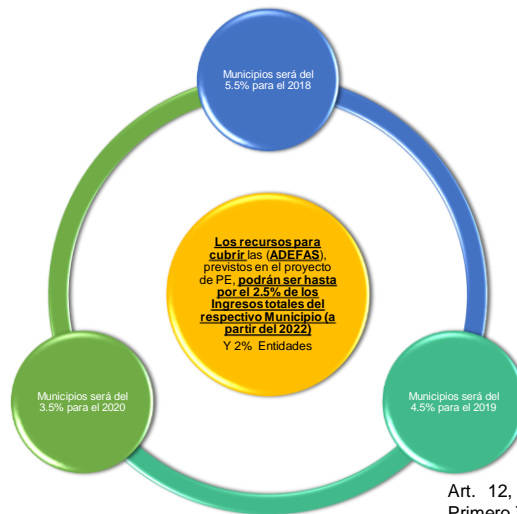 Municipios será del
5.5% para el 2018
Los recursos para
cubrir las (ADEFAS),
previstos en el proyecto
de PE, podrán ser hasta
por el 2.5% de los
Ingresos totales del
respectivo Municipio (a
partir del 2022)
Y 2% Entidades
Municipios será del
3.5% para el 2020
Municipios será del
4.5% para el 2019
Art. 12,
Primero